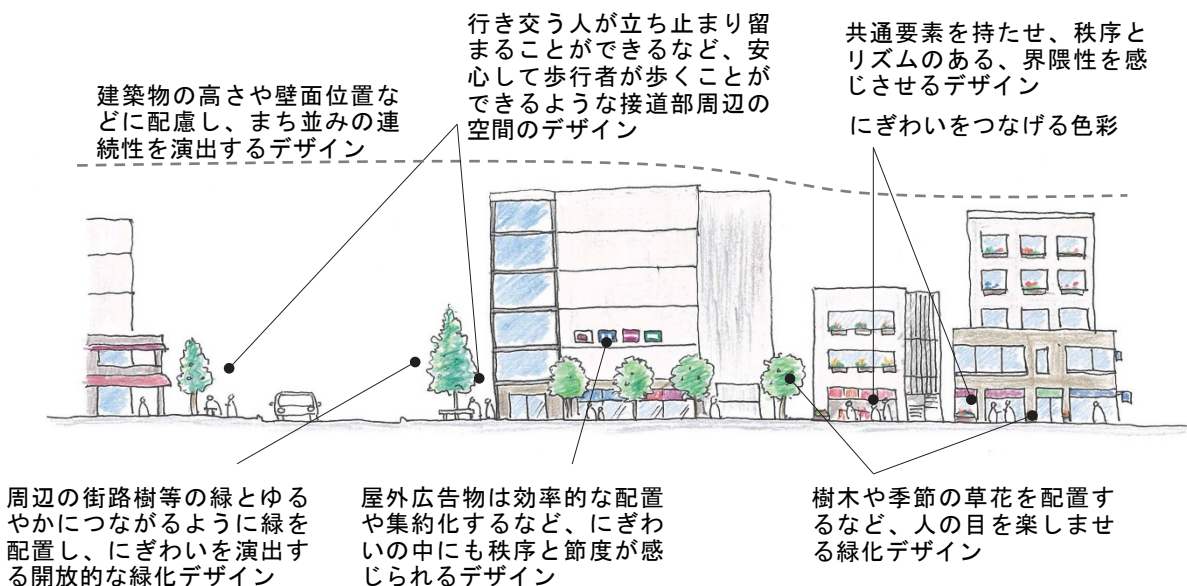 建築物の高さや壁面位置な
どに配慮し、まち並みの連
続性を演出するデザイン
行き交う人が立ち止まり留
まることができるなど、安
心して歩行者が歩くことが
できるような接道部周辺の
空間のデザイン
共通要素を持たせ、秩序と
リズムのある、界隈性を感
じさせるデザイン
にぎわいをつなげる色彩
周辺の街路樹等の緑とゆる
やかにつながるように緑を
配置し、にぎわいを演出す
る開放的な緑化デザイン
屋外広告物は効率的な配置
や集約化するなど、にぎわ
いの中にも秩序と節度が感
じられるデザイン
樹木や季節の草花を配置す
るなど、人の目を楽しませ
る緑化デザイン